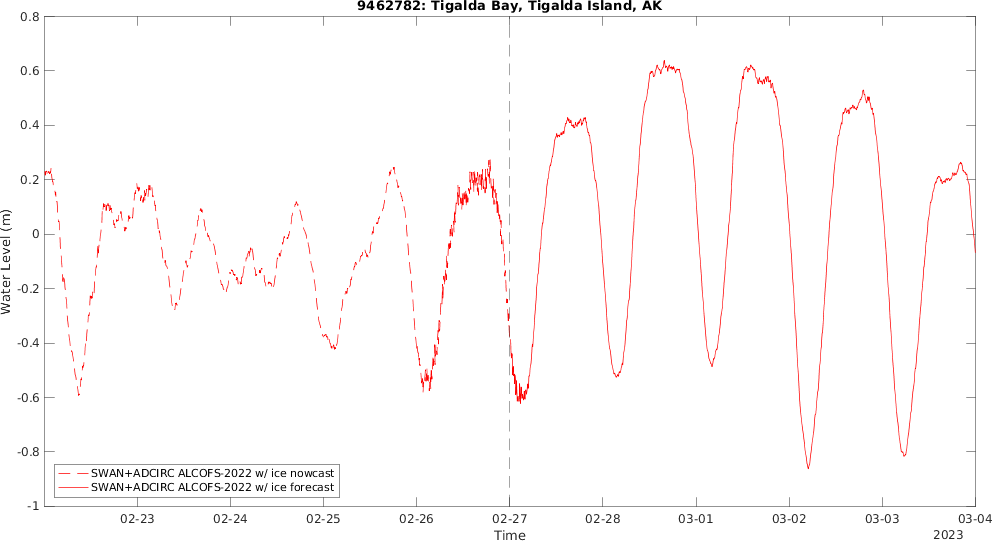 9462782: Tigalda Bay, Tigalda Island, AK
0.8
0.6
0.4
0.2
0
-0.2
-0.4
-0.6
-0.8
-1
Water Level (m)
SWAN+ADCIRC ALCOFS-2022 w/ ice nowcast
SWAN+ADCIRC ALCOFS-2022 w/ ice forecast
02-23 02-24 02-25 02-26 02-27 02-28 03-01 03-02 03-03 03-04
Time
2023